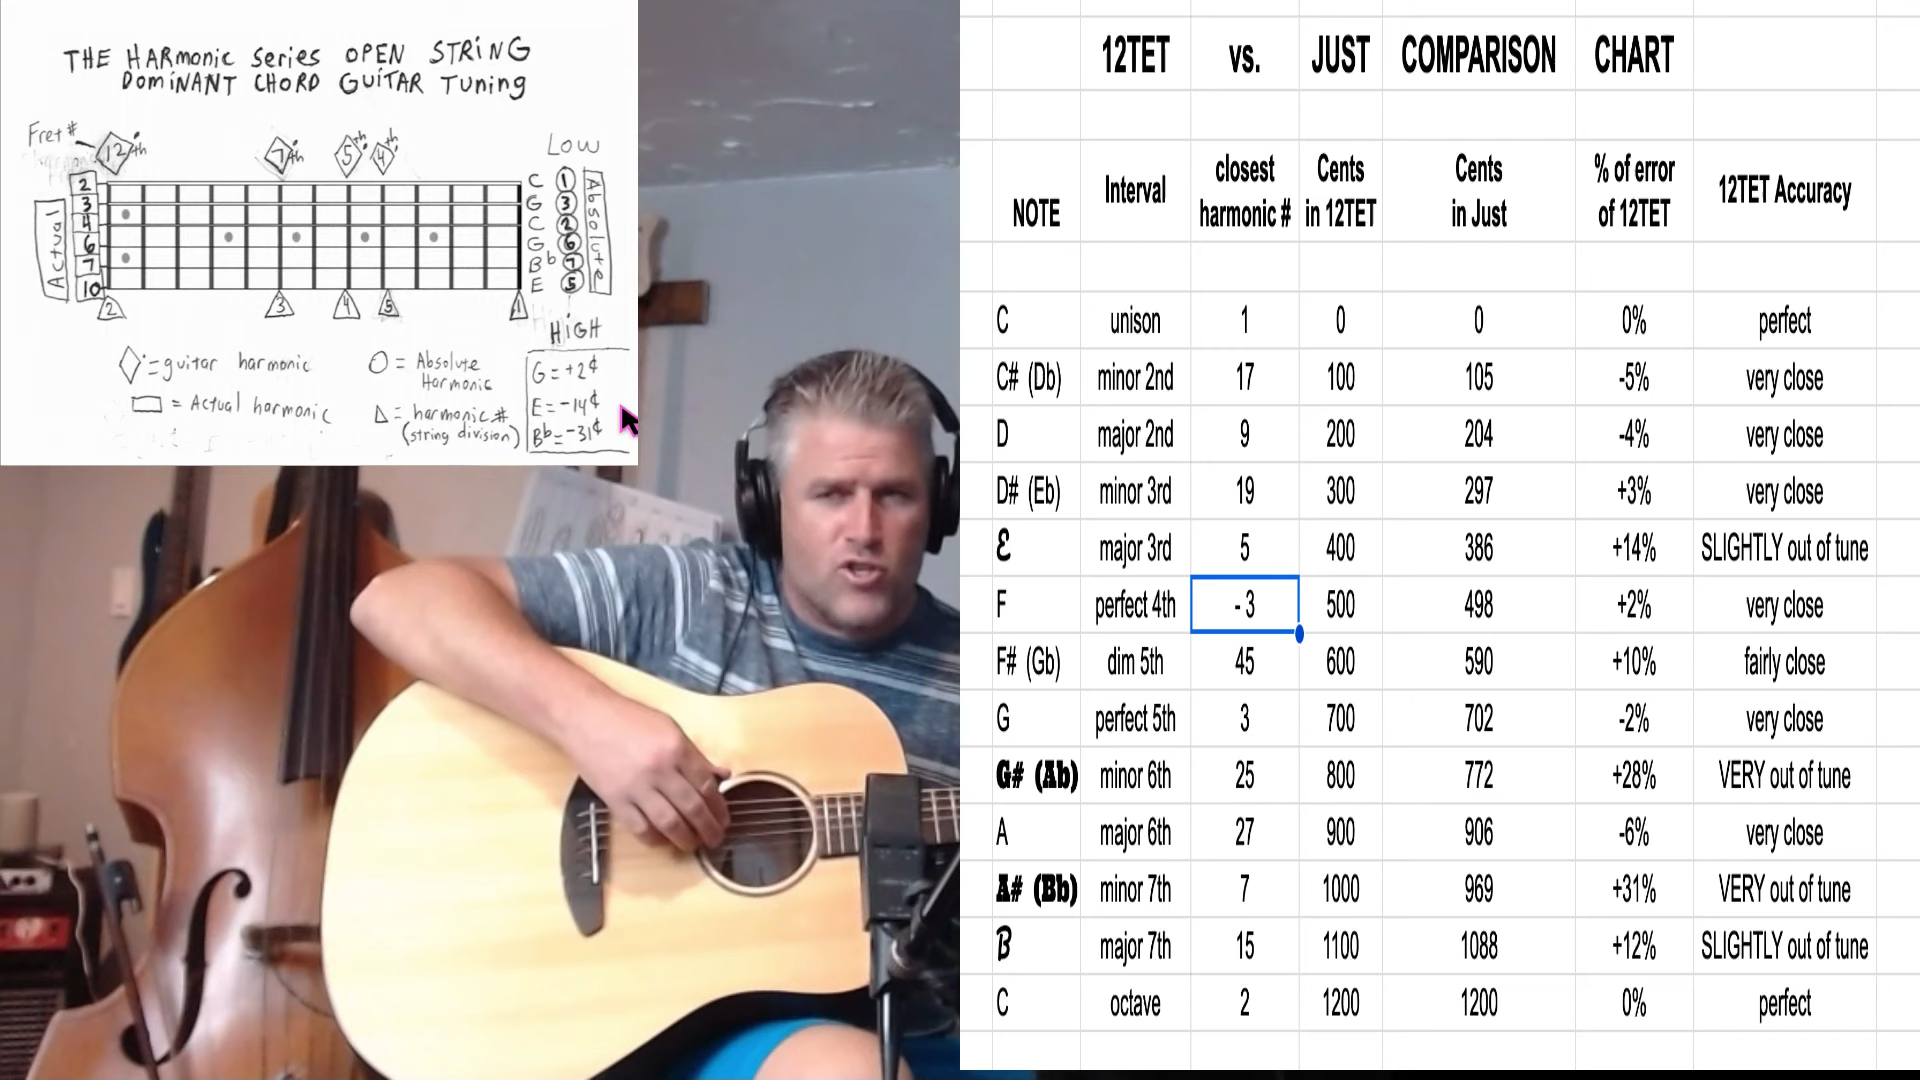 THE HARmonic Series OPEN STRiNG
DOmiNANT CHORD GUiTAR Tuning
Fret #
12th
7th
5th
4th
LOW
2 C 1
3 G 3
4 C 2
6 G 6
7 Bb 7
10 E 5
Actual
Absolute
2 3 4 5 1
HiGH
= guitar harmonic
= Absolute Harmonic
= Actual harmonic
= harmonic #
(string division)
G = +2¢
E = -14¢
Bb = -31¢
12TET vs. JUST COMPARISON CHART
NOTE Interval closest harmonic # Cents in 12TET Cents in Just % of error of 12TET 12TET Accuracy
C unison 1 0 0 0% perfect
C# (Db) minor 2nd 17 100 105 -5% very close
D major 2nd 9 200 204 -4% very close
D# (Eb) minor 3rd 19 300 297 +3% very close
E major 3rd 5 400 386 +14% SLIGHTLY out of tune
F perfect 4th - 3 500 498 +2% very close
F# (Gb) dim 5th 45 600 590 +10% fairly close
G perfect 5th 3 700 702 -2% very close
G# (Ab) minor 6th 25 800 772 +28% VERY out of tune
A major 6th 27 900 906 -6% very close
A# (Bb) minor 7th 7 1000 969 +31% VERY out of tune
B major 7th 15 1100 1088 +12% SLIGHTLY out of tune
C octave 2 1200 1200 0% perfect